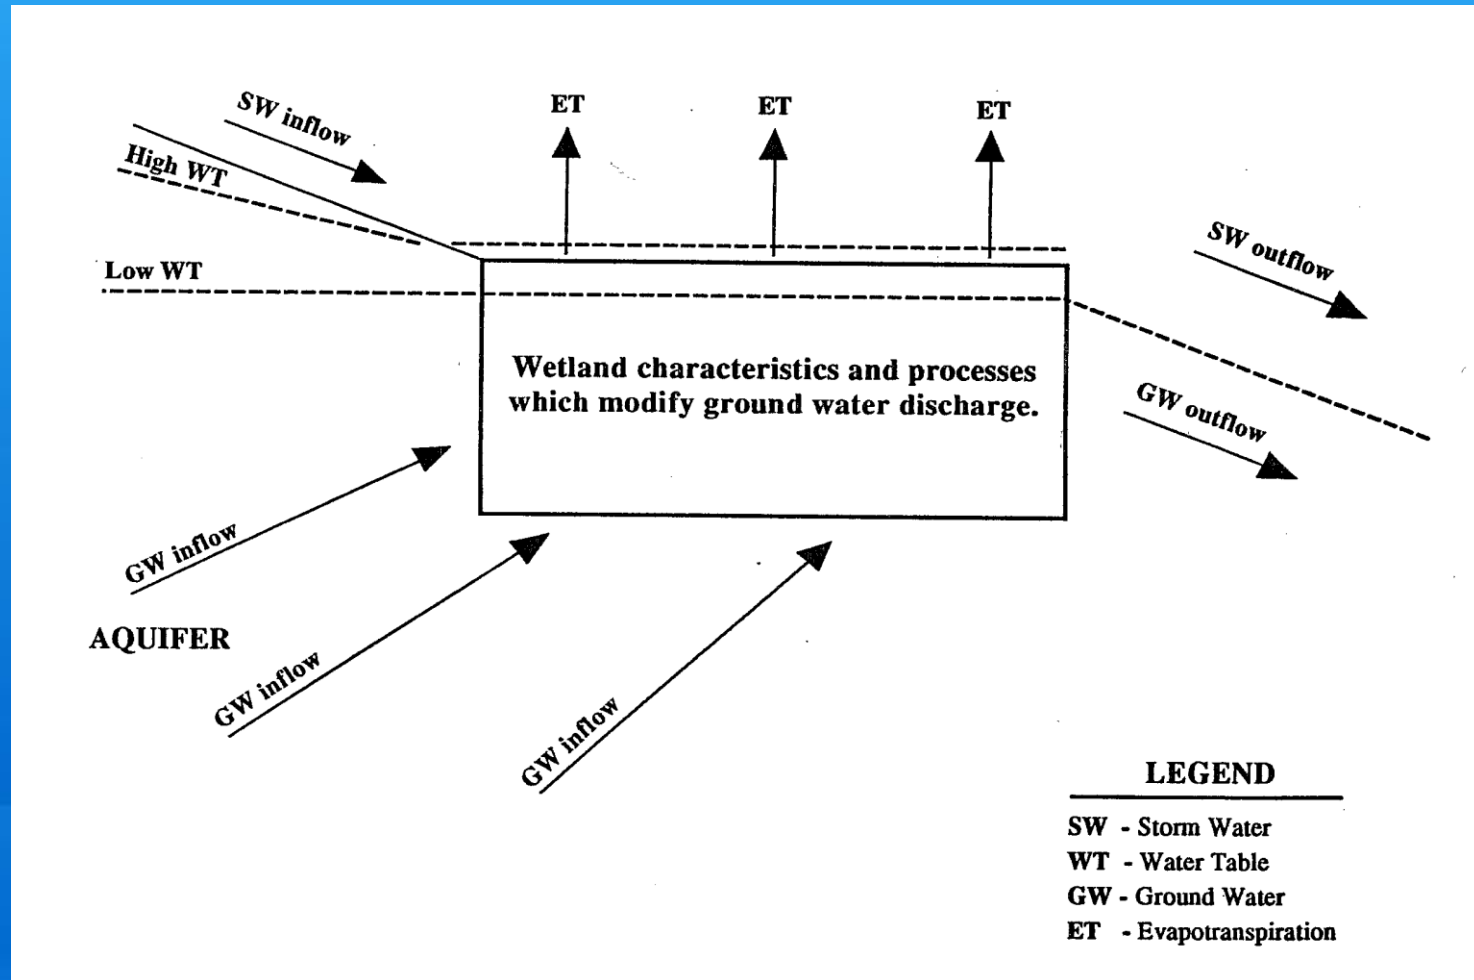 SW inflow
ET
ET
ET
High WT
Low WT
SW outflow
Wetland characteristics and processes
which modify ground water discharge.
GW outflow
GW inflow
AQUIFER
GW inflow
GW inflow
LEGEND
SW - Storm Water
WT - Water Table
GW - Ground Water
ET - Evapotranspiration